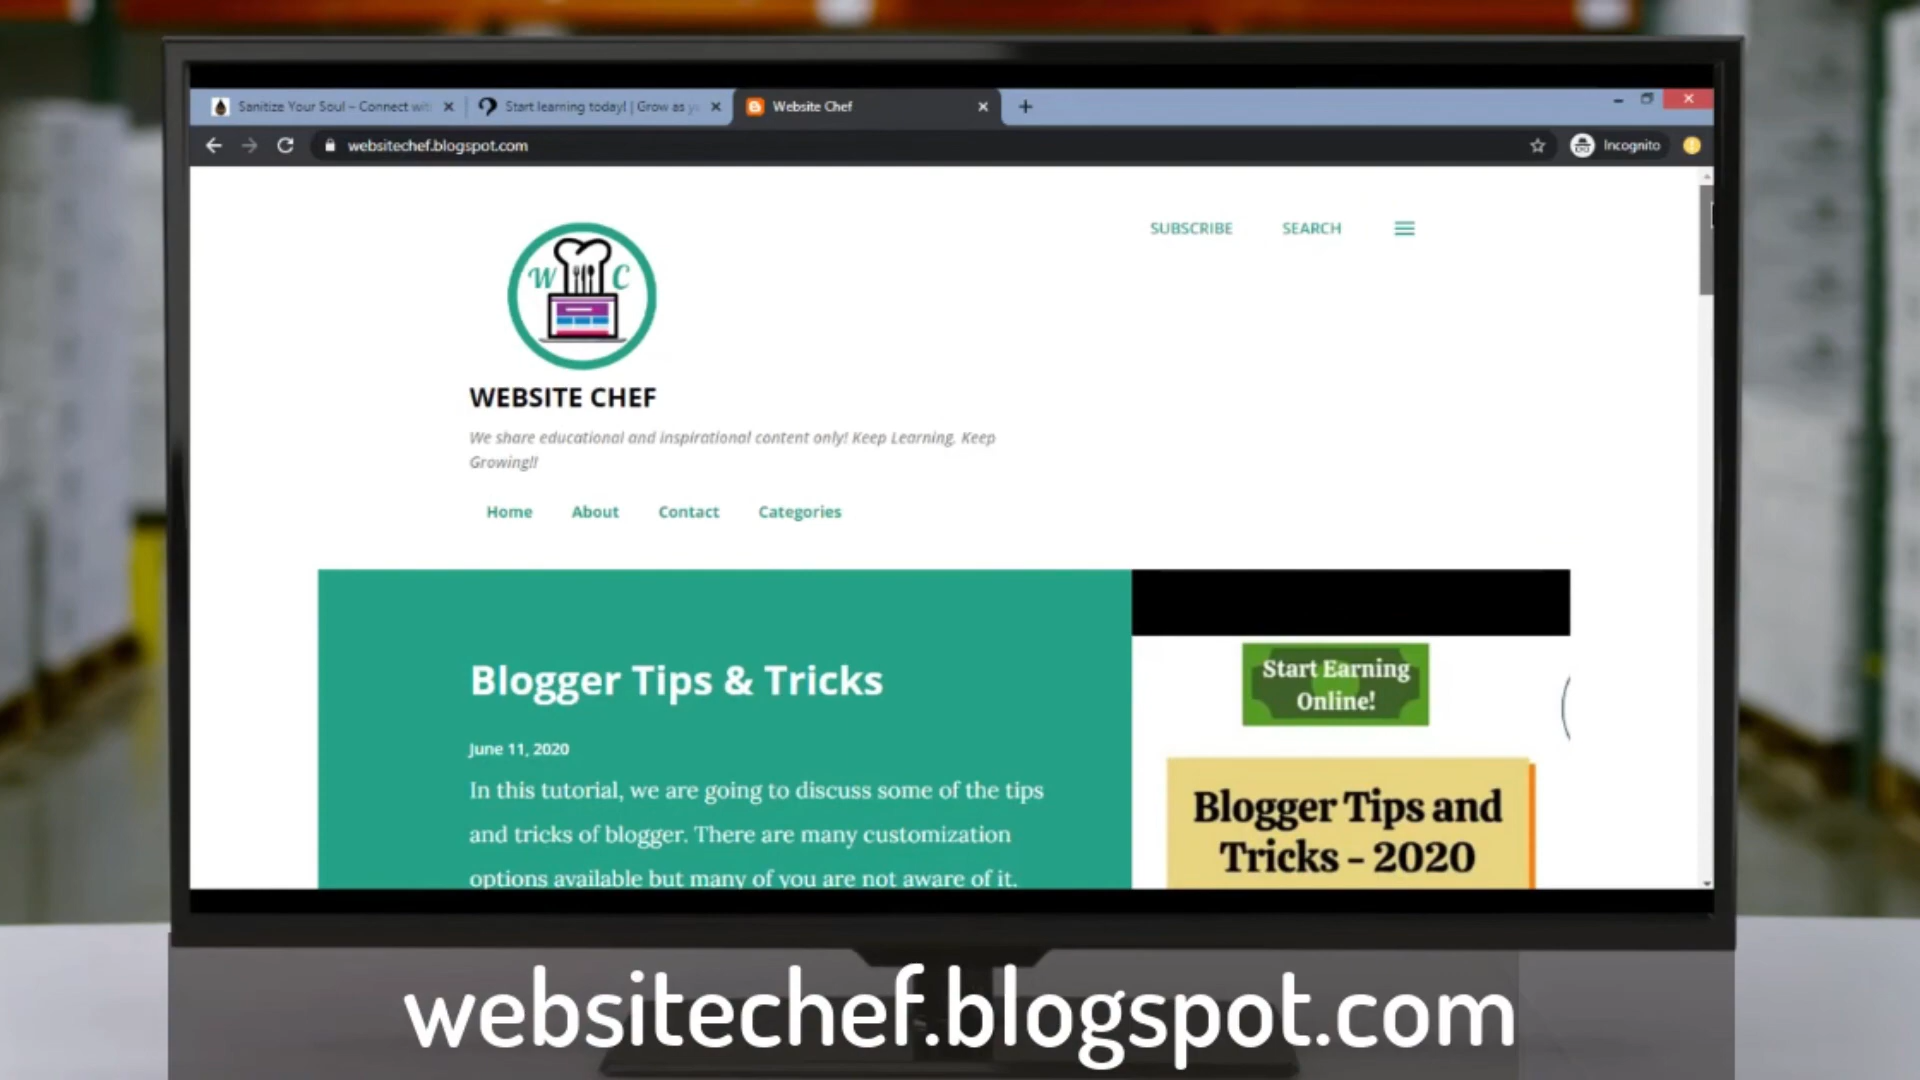 Sanitize Your Soul – Connect wit
Start learning today! | Grow as y
Website Chef
websitechef.blogspot.com
Incognito
SUBSCRIBE
SEARCH
W C
WEBSITE CHEF
We share educational and inspirational content only! Keep Learning, Keep
Growing!!
Home
About
Contact
Categories
Blogger Tips & Tricks
June 11, 2020
In this tutorial, we are going to discuss some of the tips
and tricks of blogger. There are many customization
options available but many of you are not aware of it.
Start Earning
Online!
Blogger Tips and
Tricks - 2020
websitechef.blogspot.com